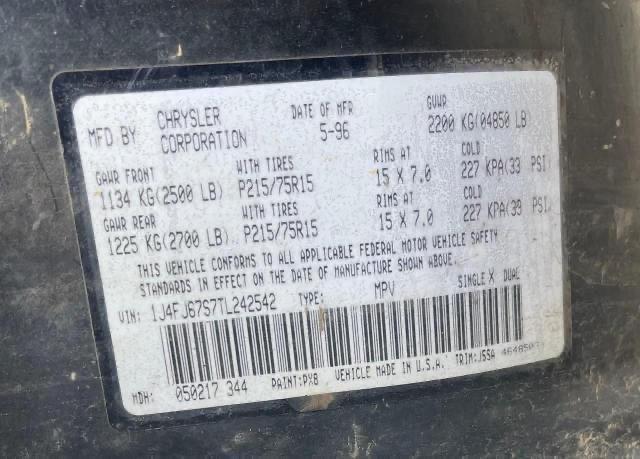 MFD BY CHRYSLER CORPORATION DATE OF MFR 5-96 GVWR 2200 KG(04850 LB)
GAWR FRONT WITH TIRES RIMS AT COLD
1134 KG(2500 LB) P215/75R15 15 X 7.0 227 KPA(33 PSI)
GAWR REAR WITH TIRES RIMS AT COLD
1225 KG(2700 LB) P215/75R15 15 X 7.0 227 KPA(39 PSI)
THIS VEHICLE CONFORMS TO ALL APPLICABLE FEDERAL MOTOR VEHICLE SAFETY
STANDARDS IN EFFECT ON THE DATE OF MANUFACTURE SHOWN ABOVE.
VIN: 1J4FJ67S7TL242542 TYPE: MPV SINGLE X DUAL
MDH: 050217 344 PAINT:PX8 VEHICLE MADE IN U.S.A. TRIM:J5SA